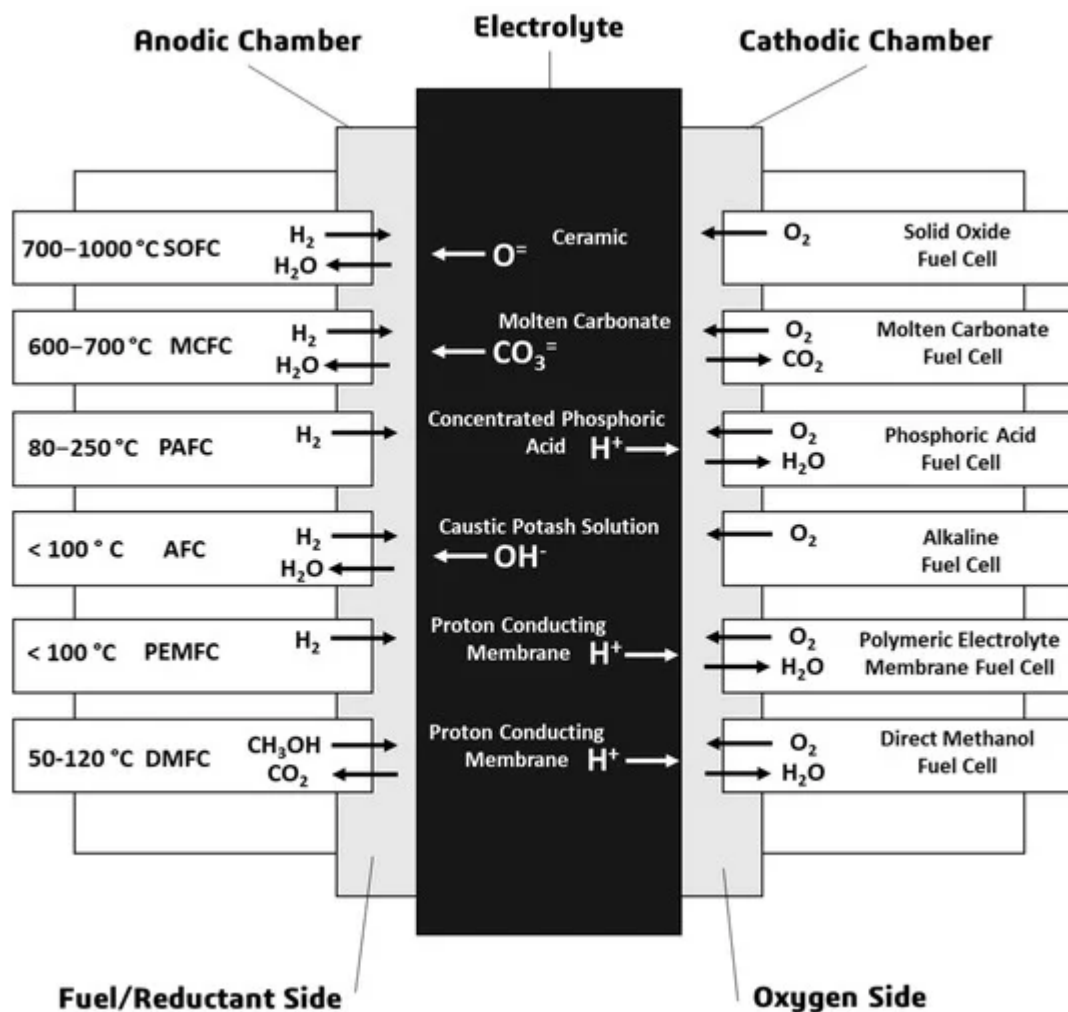 Anodic Chamber
Electrolyte
Cathodic Chamber
700–1000 °C SOFC
H₂
H₂O
Ceramic
O⁼
O₂
Solid Oxide
Fuel Cell
600–700 °C MCFC
H₂
H₂O
Molten Carbonate
CO₃⁼
O₂
CO₂
Molten Carbonate
Fuel Cell
80–250 °C PAFC
H₂
Concentrated Phosphoric
Acid H⁺
O₂
H₂O
Phosphoric Acid
Fuel Cell
< 100 ° C AFC
H₂
H₂O
Caustic Potash Solution
OH⁻
O₂
Alkaline
Fuel Cell
< 100 °C PEMFC
H₂
Proton Conducting
Membrane H⁺
O₂
H₂O
Polymeric Electrolyte
Membrane Fuel Cell
50-120 °C DMFC
CH₃OH
CO₂
Proton Conducting
Membrane H⁺
O₂
H₂O
Direct Methanol
Fuel Cell
Fuel/Reductant Side
Oxygen Side